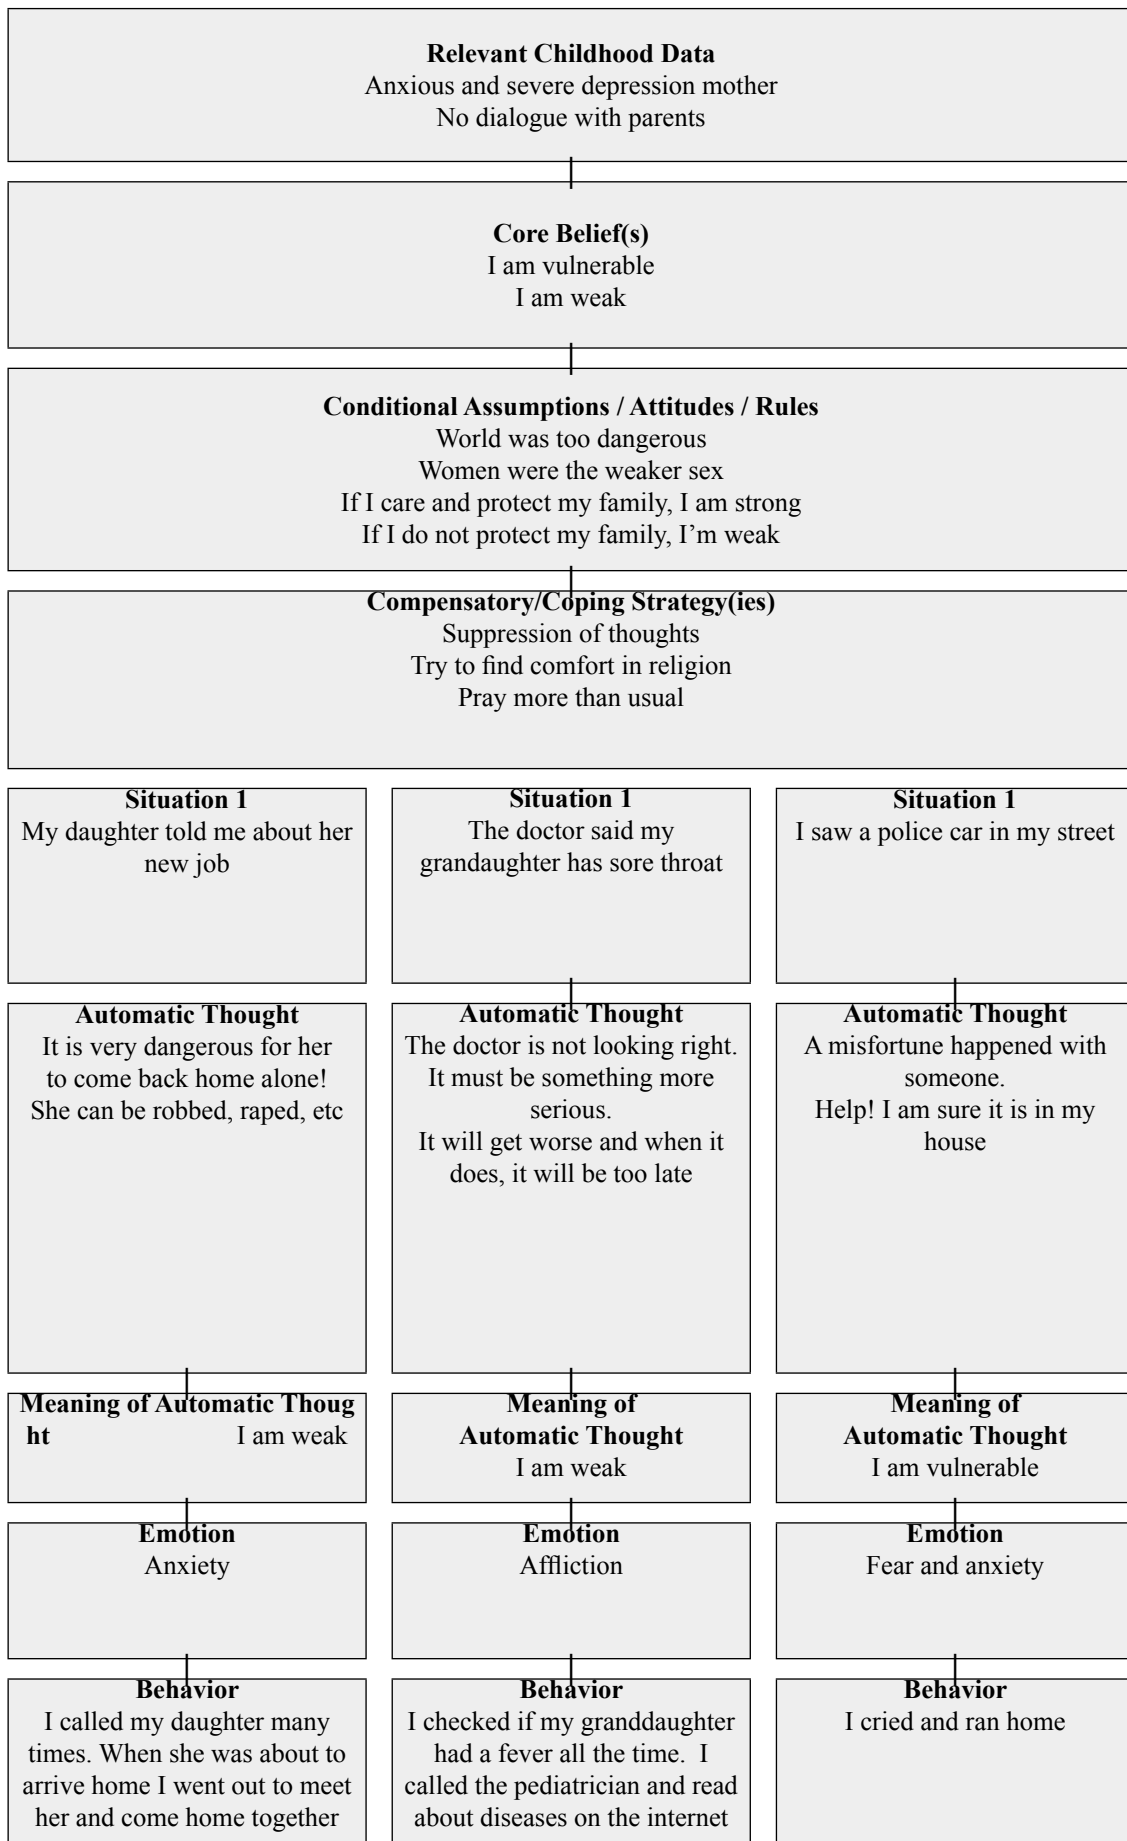 Relevant Childhood Data
Anxious and severe depression mother
No dialogue with parents
Core Belief(s)
I am vulnerable
I am weak
Conditional Assumptions / Attitudes / Rules
World was too dangerous
Women were the weaker sex
If I care and protect my family, I am strong
If I do not protect my family, I’m weak
Compensatory/Coping Strategy(ies)
Suppression of thoughts
Try to find comfort in religion
Pray more than usual
Situation 1
My daughter told me about her
new job
Situation 1
The doctor said my
grandaughter has sore throat
Situation 1
I saw a police car in my street
Automatic Thought
It is very dangerous for her
to come back home alone!
She can be robbed, raped, etc
Automatic Thought
The doctor is not looking right.
It must be something more
serious.
It will get worse and when it
does, it will be too late
Automatic Thought
A misfortune happened with
someone.
Help! I am sure it is in my
house
Meaning of Automatic Thoug
ht I am weak
Meaning of
Automatic Thought
I am weak
Meaning of
Automatic Thought
I am vulnerable
Emotion
Anxiety
Emotion
Affliction
Emotion
Fear and anxiety
Behavior
I called my daughter many
times. When she was about to
arrive home I went out to meet
her and come home together
Behavior
I checked if my granddaughter
had a fever all the time.  I
called the pediatrician and read
about diseases on the internet
Behavior
I cried and ran home